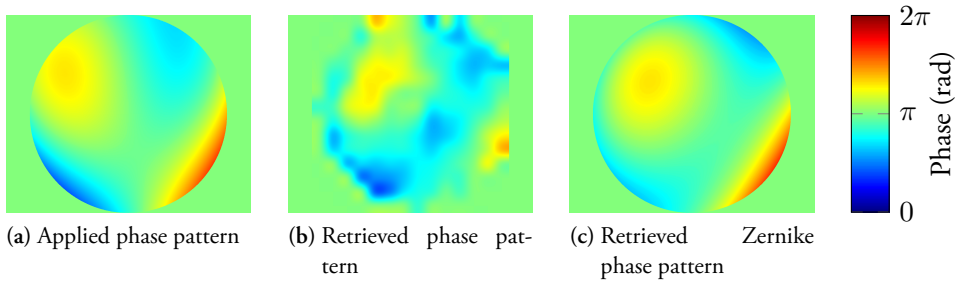 2π
π
0
Phase (rad)
(a) Applied phase pattern
(b) Retrieved phase pat-
tern
(c) Retrieved Zernike
phase pattern